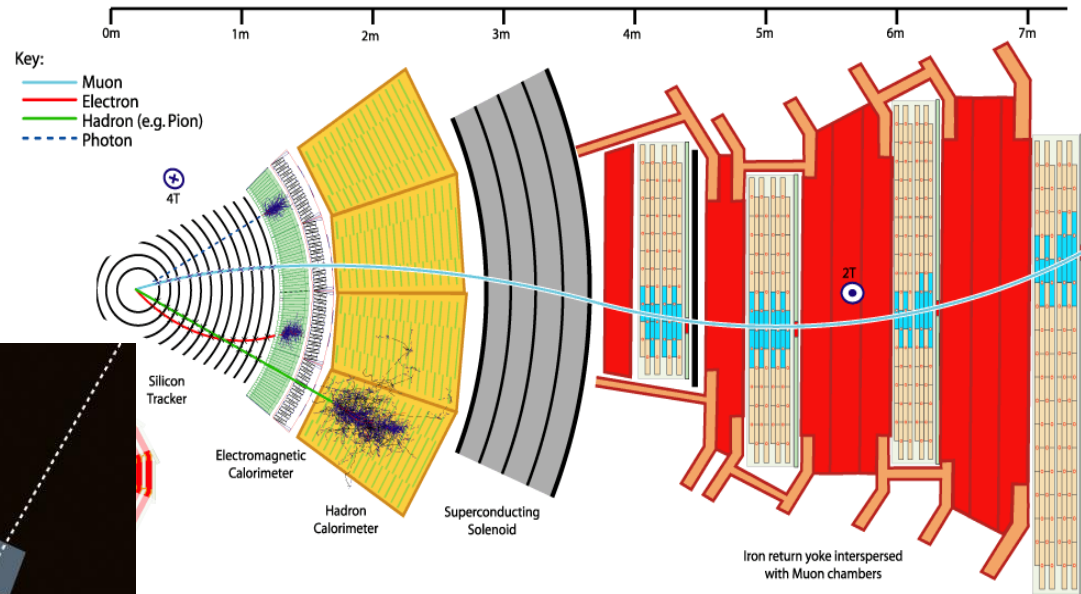 0m 1m 2m 3m 4m 5m 6m 7m
Key:
Muon
Electron
Hadron (e.g. Pion)
Photon
4T
2T
Silicon
Tracker
Electromagnetic
Calorimeter
Hadron
Calorimeter
Superconducting
Solenoid
Iron return yoke interspersed
with Muon chambers